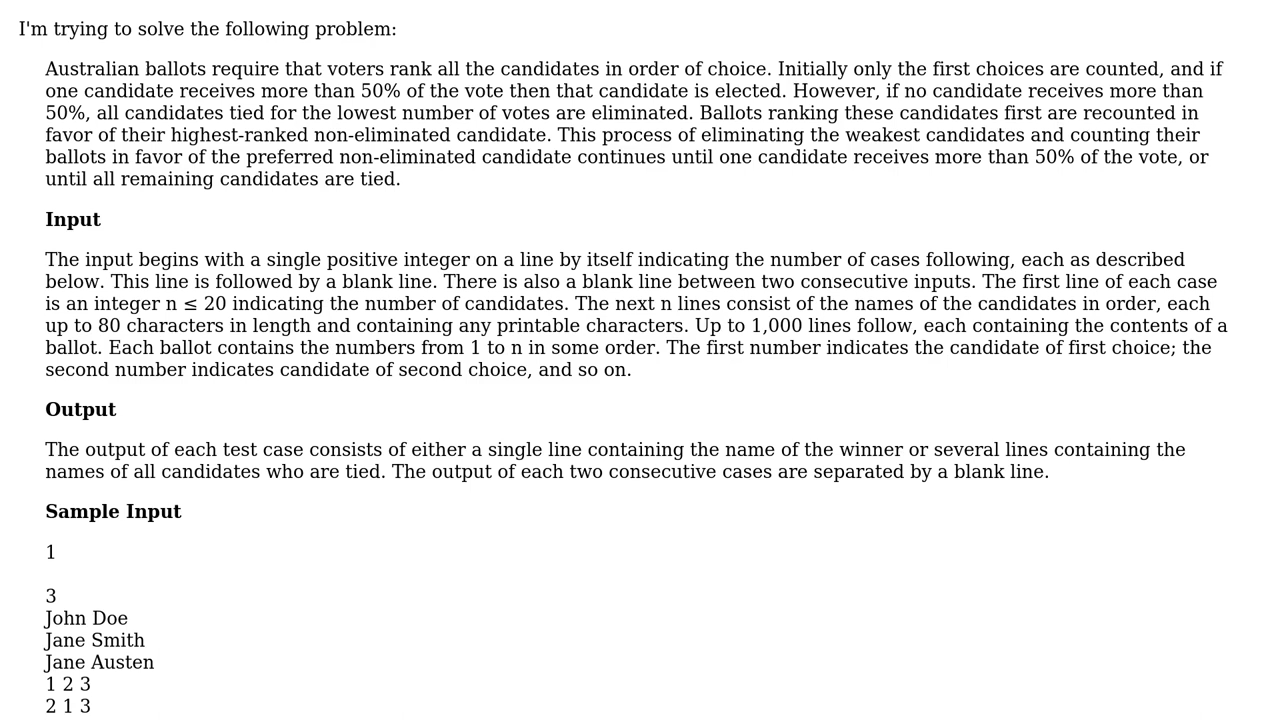 I'm trying to solve the following problem:
Australian ballots require that voters rank all the candidates in order of choice. Initially only the first choices are counted, and if
one candidate receives more than 50% of the vote then that candidate is elected. However, if no candidate receives more than
50%, all candidates tied for the lowest number of votes are eliminated. Ballots ranking these candidates first are recounted in
favor of their highest-ranked non-eliminated candidate. This process of eliminating the weakest candidates and counting their
ballots in favor of the preferred non-eliminated candidate continues until one candidate receives more than 50% of the vote, or
until all remaining candidates are tied.
Input
The input begins with a single positive integer on a line by itself indicating the number of cases following, each as described
below. This line is followed by a blank line. There is also a blank line between two consecutive inputs. The first line of each case
is an integer n ≤ 20 indicating the number of candidates. The next n lines consist of the names of the candidates in order, each
up to 80 characters in length and containing any printable characters. Up to 1,000 lines follow, each containing the contents of a
ballot. Each ballot contains the numbers from 1 to n in some order. The first number indicates the candidate of first choice; the
second number indicates candidate of second choice, and so on.
Output
The output of each test case consists of either a single line containing the name of the winner or several lines containing the
names of all candidates who are tied. The output of each two consecutive cases are separated by a blank line.
Sample Input
1
3
John Doe
Jane Smith
Jane Austen
1 2 3
2 1 3